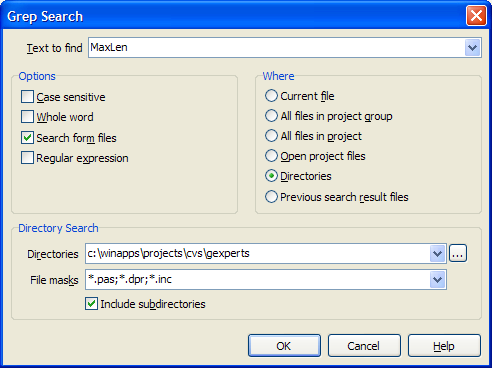 Grep Search
Text to find MaxLen
Options
Case sensitive
Whole word
Search form files
Regular expression
Where
Current file
All files in project group
All files in project
Open project files
Directories
Previous search result files
Directory Search
Directories c:\winapps\projects\cvs\gexperts ...
File masks *.pas;*.dpr;*.inc
Include subdirectories
OK Cancel Help